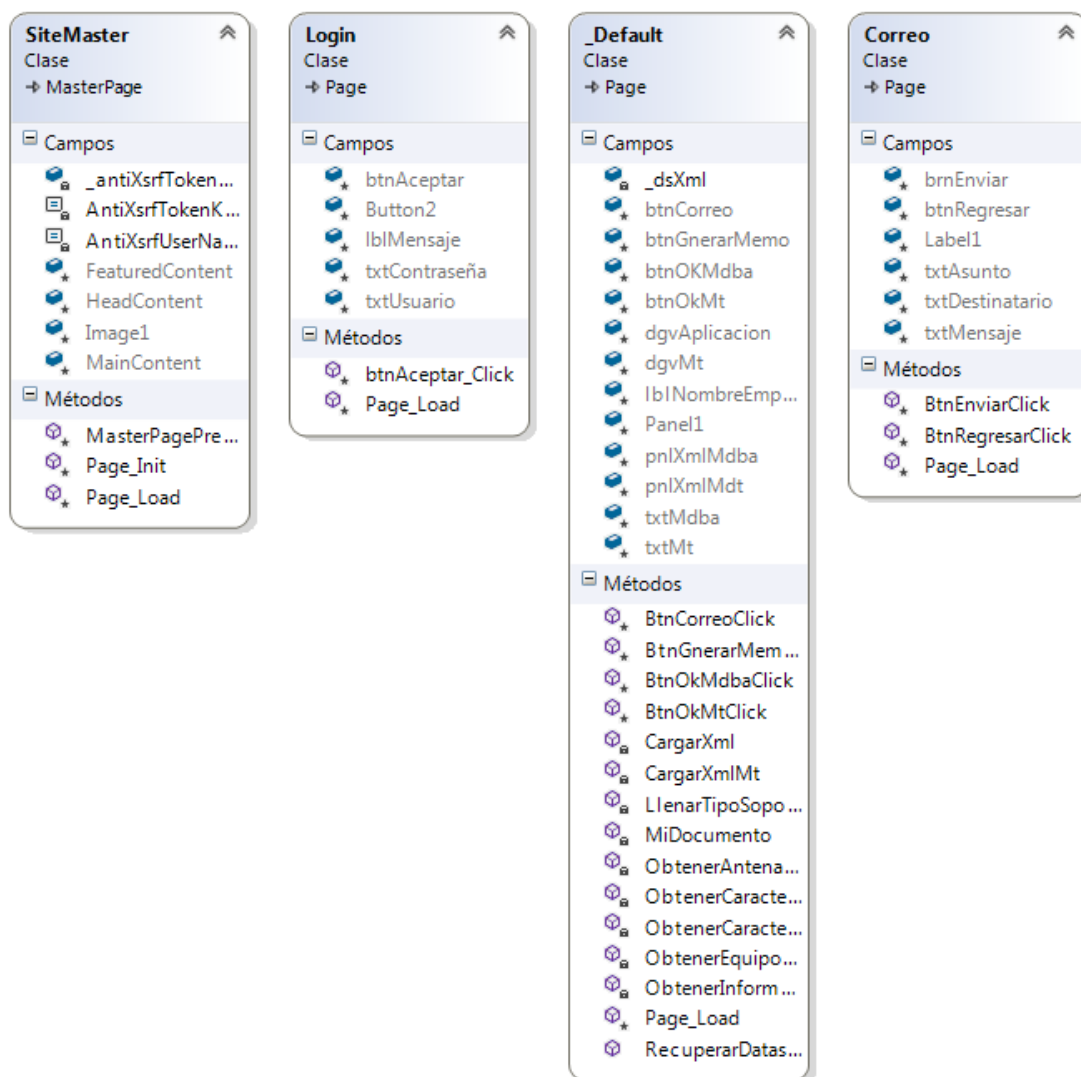 SiteMaster
Clase
MasterPage
Campos
_antiXsrfToken...
AntiXsrfTokenK...
AntiXsrfUserNa...
FeaturedContent
HeadContent
Image1
MainContent
Métodos
MasterPagePre...
Page_Init
Page_Load
Login
Clase
Page
Campos
btnAceptar
Button2
lblMensaje
txtContraseña
txtUsuario
Métodos
btnAceptar_Click
Page_Load
_Default
Clase
Page
Campos
_dsXml
btnCorreo
btnGnerarMemo
btnOKMdba
btnOkMt
dgvAplicacion
dgvMt
lblNombreEmp...
Panel1
pnlXmlMdba
pnlXmlMdt
txtMdba
txtMt
Métodos
BtnCorreoClick
BtnGnerarMem...
BtnOkMdbaClick
BtnOkMtClick
CargarXml
CargarXmlMt
LlenarTipoSopo...
MiDocumento
ObtenerAntena...
ObtenerCaracte...
ObtenerCaracte...
ObtenerEquipo...
ObtenerInform...
Page_Load
RecuperarDatas...
Correo
Clase
Page
Campos
brnEnviar
btnRegresar
Label1
txtAsunto
txtDestinatario
txtMensaje
Métodos
BtnEnviarClick
BtnRegresarClick
Page_Load